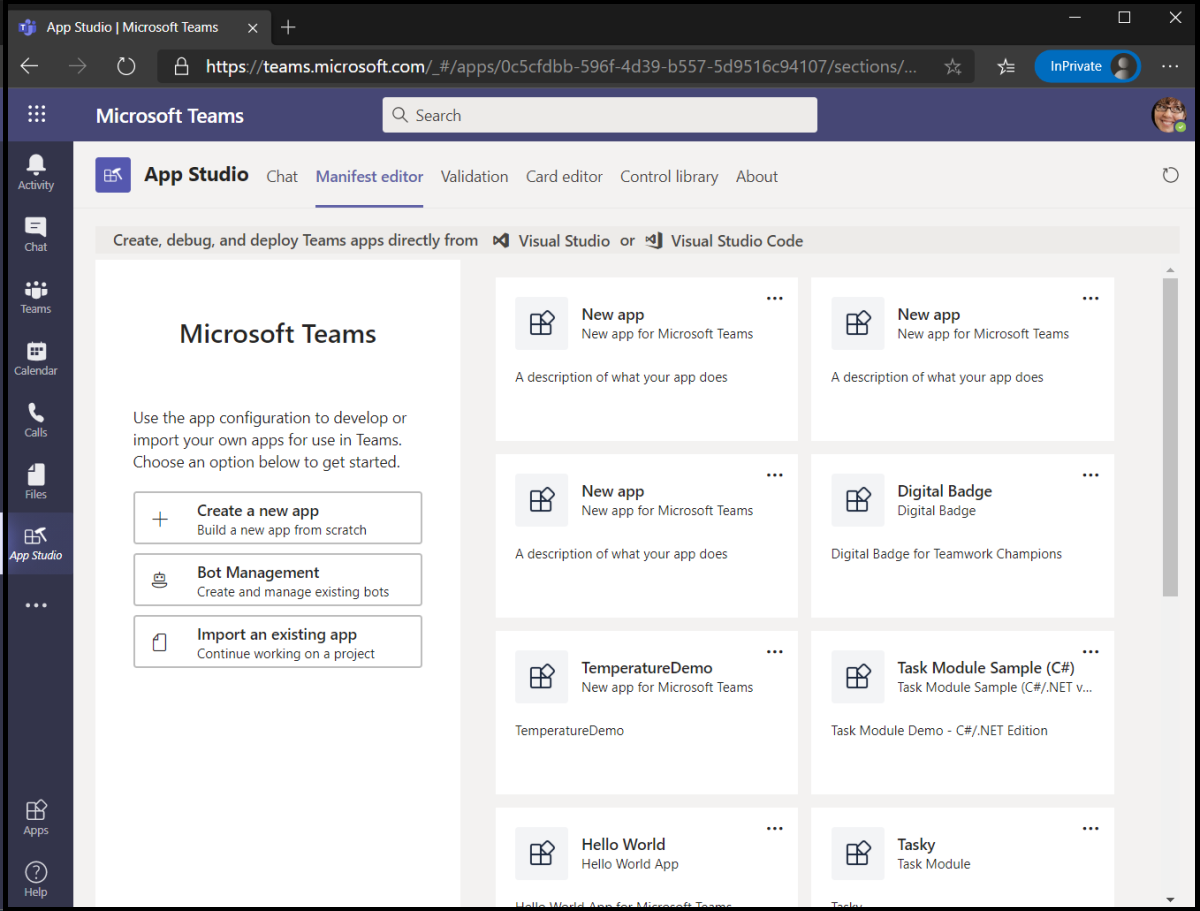 App Studio | Microsoft Teams
https://teams.microsoft.com/_#/apps/0c5cfdbb-596f-4d39-b557-5d9516c94107/sections/...
InPrivate
Microsoft Teams
Search
Activity
Chat
Teams
Calendar
Calls
Files
App Studio
Apps
Help
App Studio
Chat
Manifest editor
Validation
Card editor
Control library
About
Create, debug, and deploy Teams apps directly from Visual Studio or Visual Studio Code
Microsoft Teams
Use the app configuration to develop or
import your own apps for use in Teams.
Choose an option below to get started.
Create a new app
Build a new app from scratch
Bot Management
Create and manage existing bots
Import an existing app
Continue working on a project
New app
New app for Microsoft Teams
A description of what your app does
New app
New app for Microsoft Teams
A description of what your app does
New app
New app for Microsoft Teams
A description of what your app does
Digital Badge
Digital Badge
Digital Badge for Teamwork Champions
TemperatureDemo
New app for Microsoft Teams
TemperatureDemo
Task Module Sample (C#)
Task Module Sample (C#/.NET v...
Task Module Demo - C#/.NET Edition
Hello World
Hello World App
Hello World App for Microsoft Teams
Tasky
Task Module
Tasky